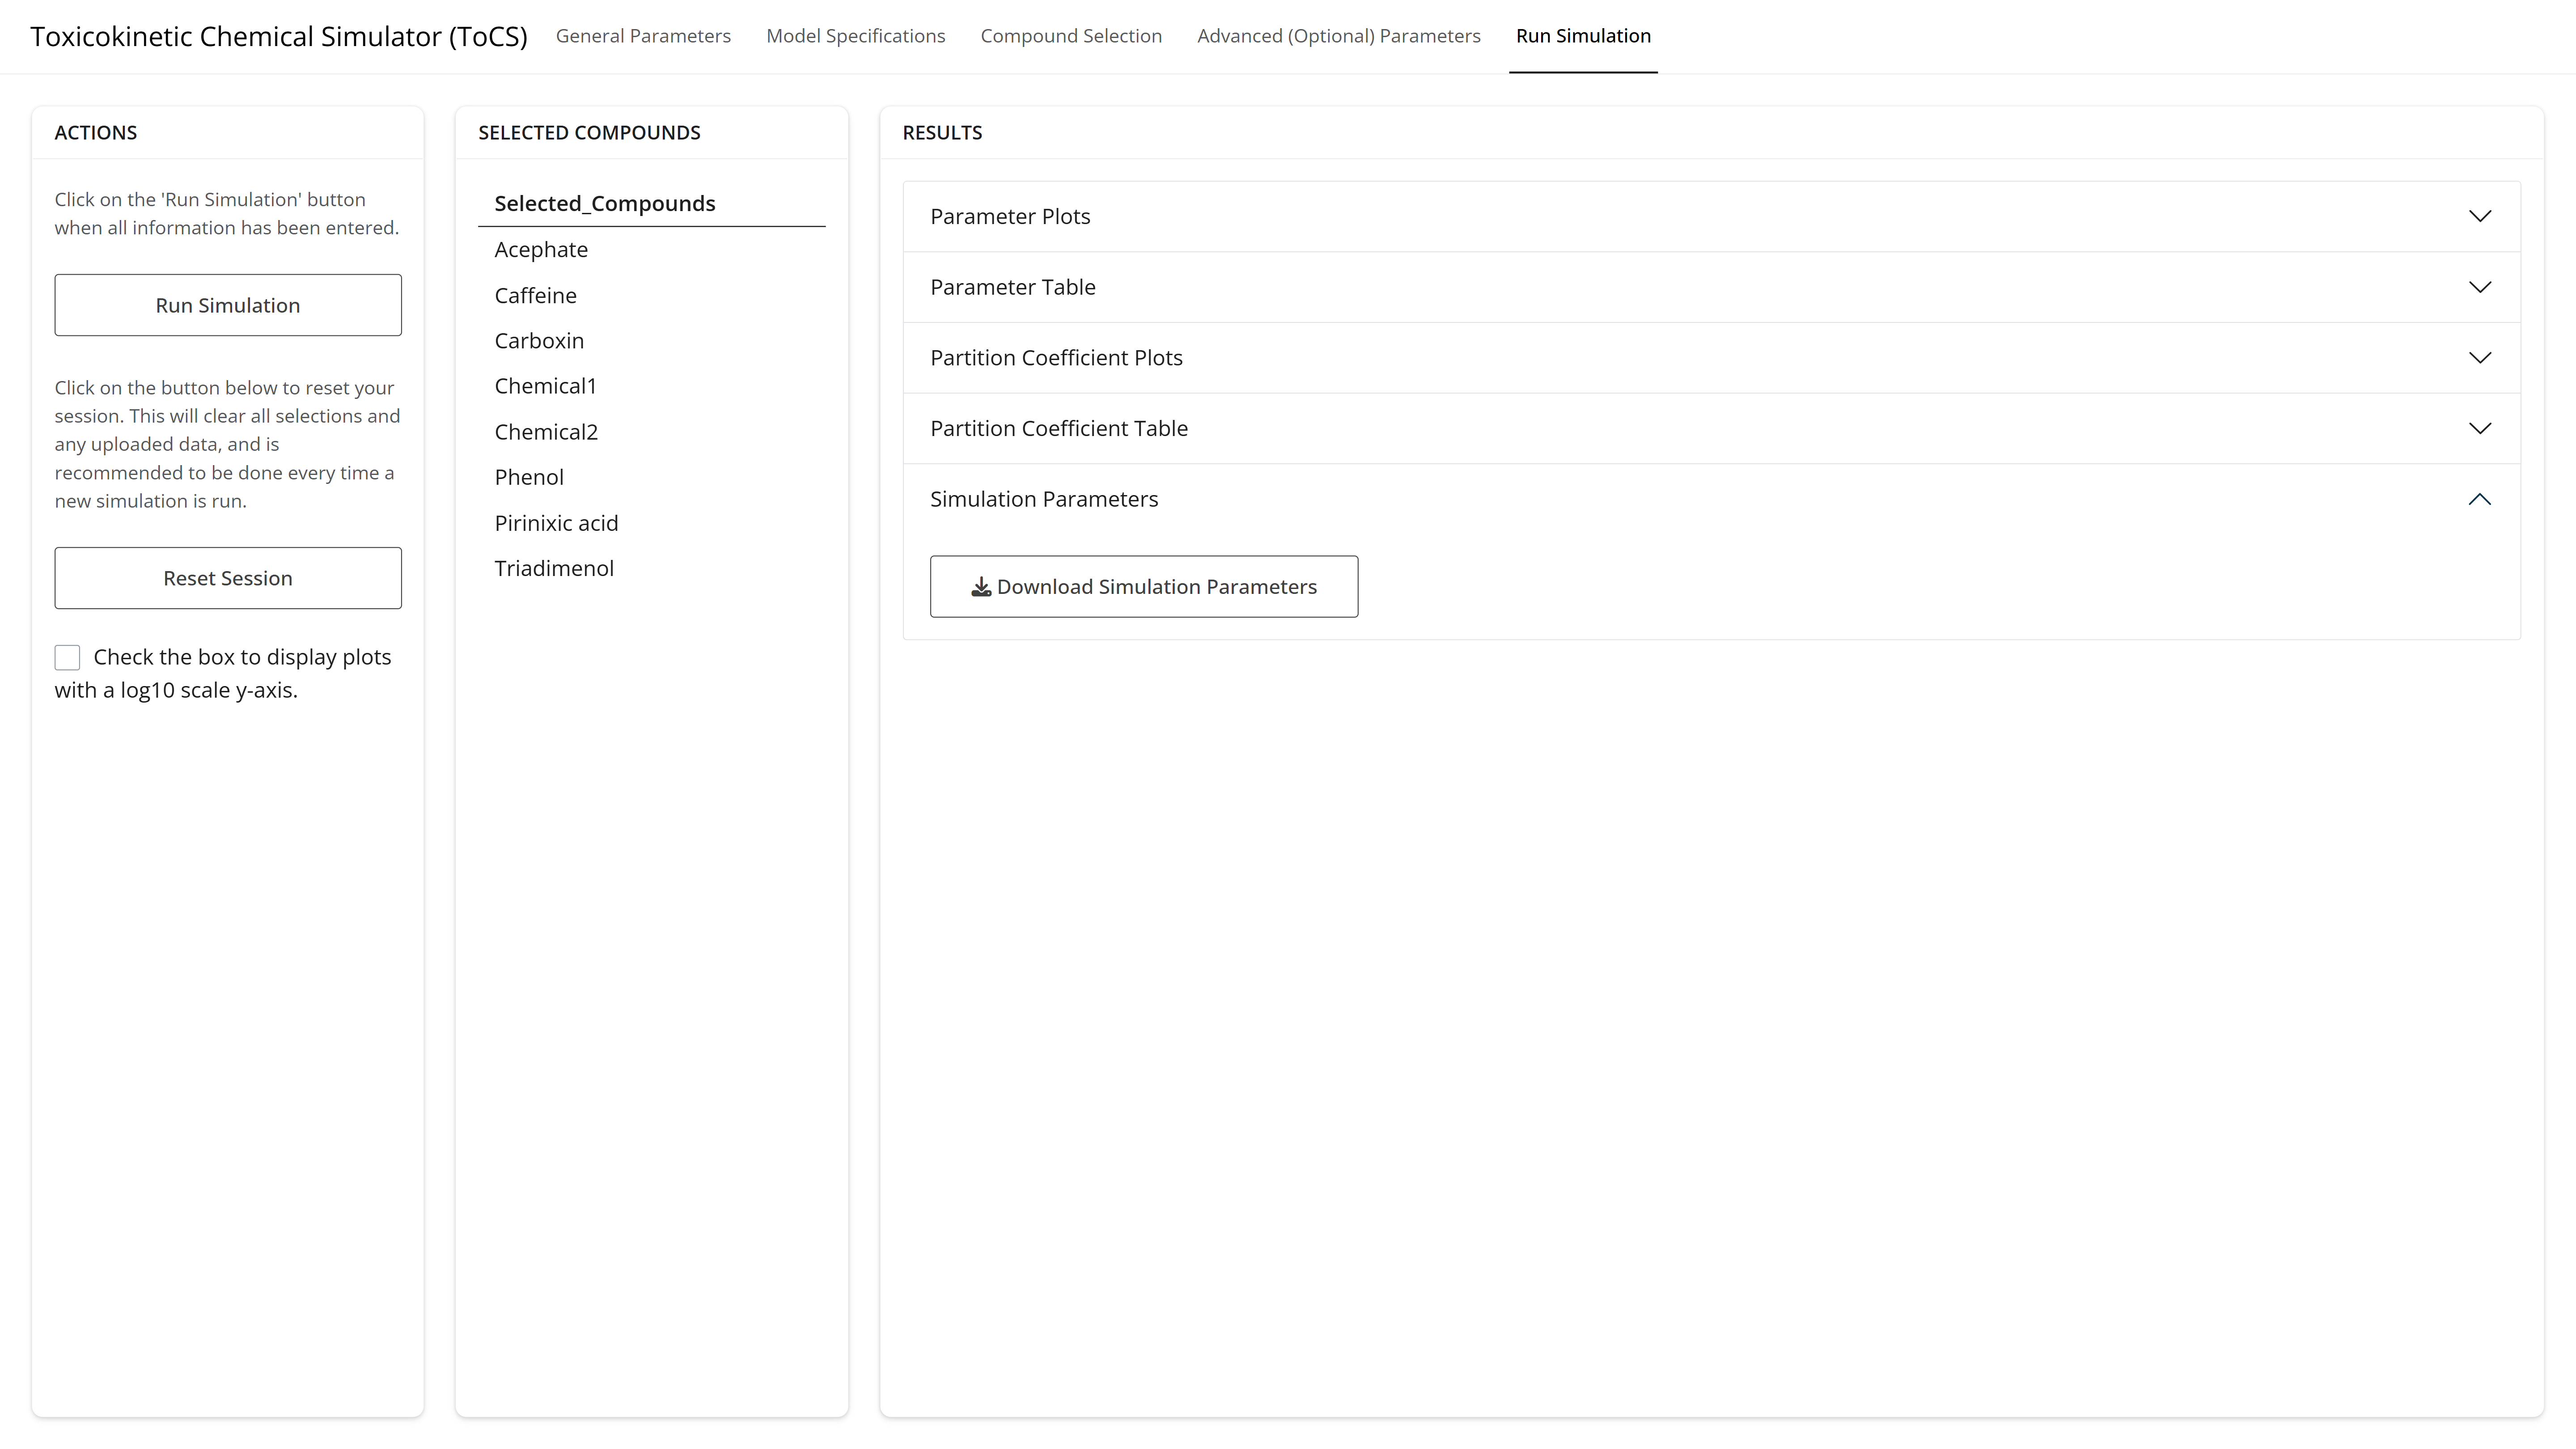 Toxicokinetic Chemical Simulator (ToCS) General Parameters Model Specifications Compound Selection Advanced (Optional) Parameters Run Simulation
ACTIONS
Click on the 'Run Simulation' button
when all information has been entered.
Run Simulation
Click on the button below to reset your
session. This will clear all selections and
any uploaded data, and is
recommended to be done every time a
new simulation is run.
Reset Session
Check the box to display plots
with a log10 scale y-axis.
SELECTED COMPOUNDS
Selected_Compounds
Acephate
Caffeine
Carboxin
Chemical1
Chemical2
Phenol
Pirinixic acid
Triadimenol
RESULTS
Parameter Plots
Parameter Table
Partition Coefficient Plots
Partition Coefficient Table
Simulation Parameters
Download Simulation Parameters